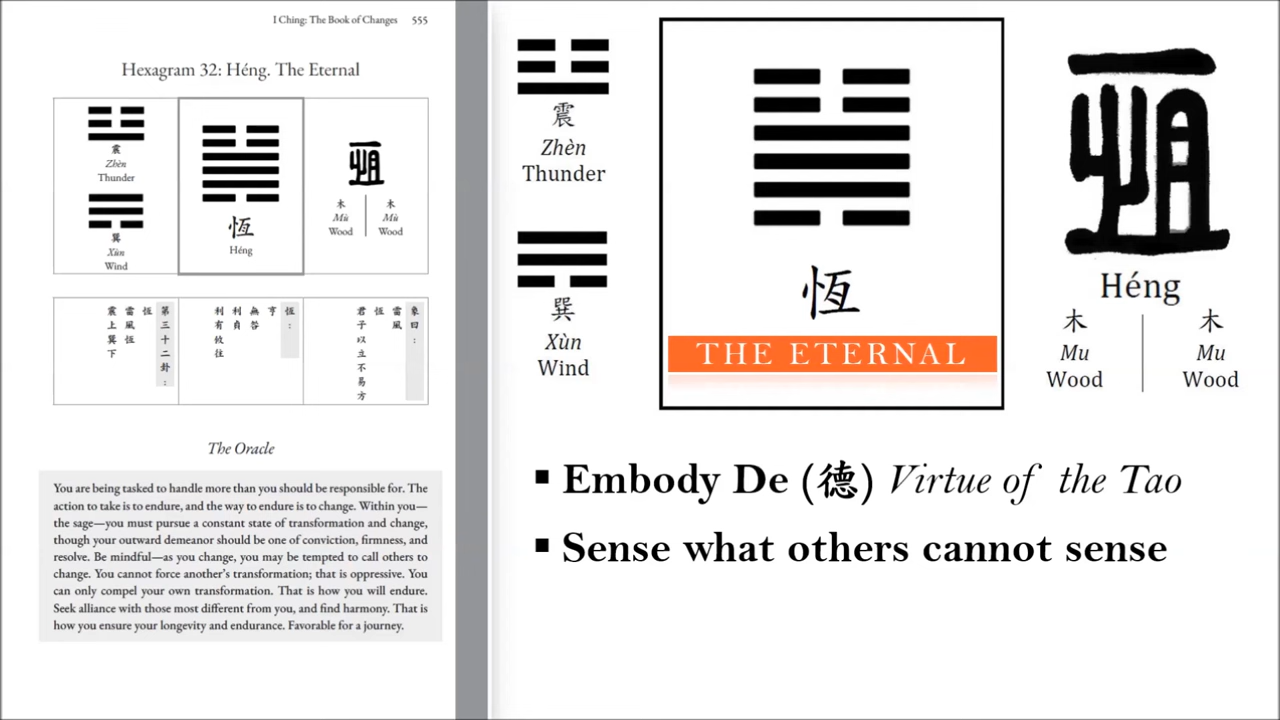 I Ching: The Book of Changes 555
Hexagram 32: Héng. The Eternal
震
Zhèn
Thunder
巽
Xùn
Wind
恆
Héng
木
Mù
Wood
木
Mù
Wood
象曰：
雷風
恆
君子以立不易方
恆：
亨
無咎
利貞
利有攸往
第三十二卦：
恆
雷風恆
震上巽下
The Oracle
You are being tasked to handle more than you should be responsible for. The
action to take is to endure, and the way to endure is to change. Within you—
the sage—you must pursue a constant state of transformation and change,
though your outward demeanor should be one of conviction, firmness, and
resolve. Be mindful—as you change, you may be tempted to call others to
change. You cannot force another's transformation; that is oppressive. You
can only compel your own transformation. That is how you will endure.
Seek alliance with those most different from you, and find harmony. That is
how you ensure your longevity and endurance. Favorable for a journey.
震
Zhèn
Thunder
巽
Xùn
Wind
恆
THE ETERNAL
Héng
木
Mu
Wood
木
Mu
Wood
▪ Embody De (德) Virtue of the Tao
▪ Sense what others cannot sense